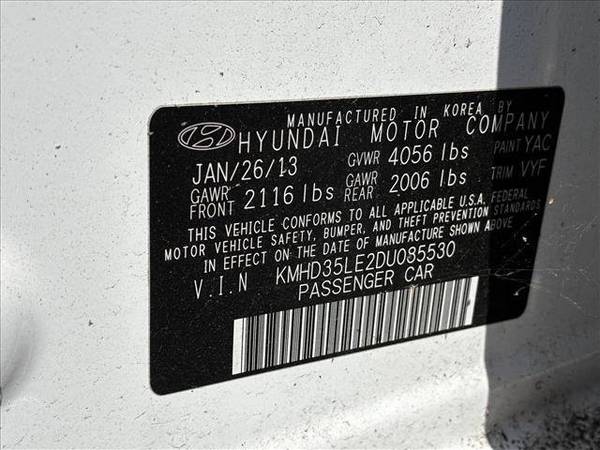 MANUFACTURED IN KOREA BY
HYUNDAI MOTOR COMPANY
JAN/26/13 GVWR 4056 lbs PAINT YAC
GAWR FRONT 2116 lbs GAWR REAR 2006 lbs TRIM VYF
THIS VEHICLE CONFORMS TO ALL APPLICABLE U.S.A. FEDERAL
MOTOR VEHICLE SAFETY, BUMPER, AND THEFT PREVENTION STANDARDS
IN EFFECT ON THE DATE OF MANUFACTURE SHOWN ABOVE
V.I.N KMHD35LE2DU085530
PASSENGER CAR